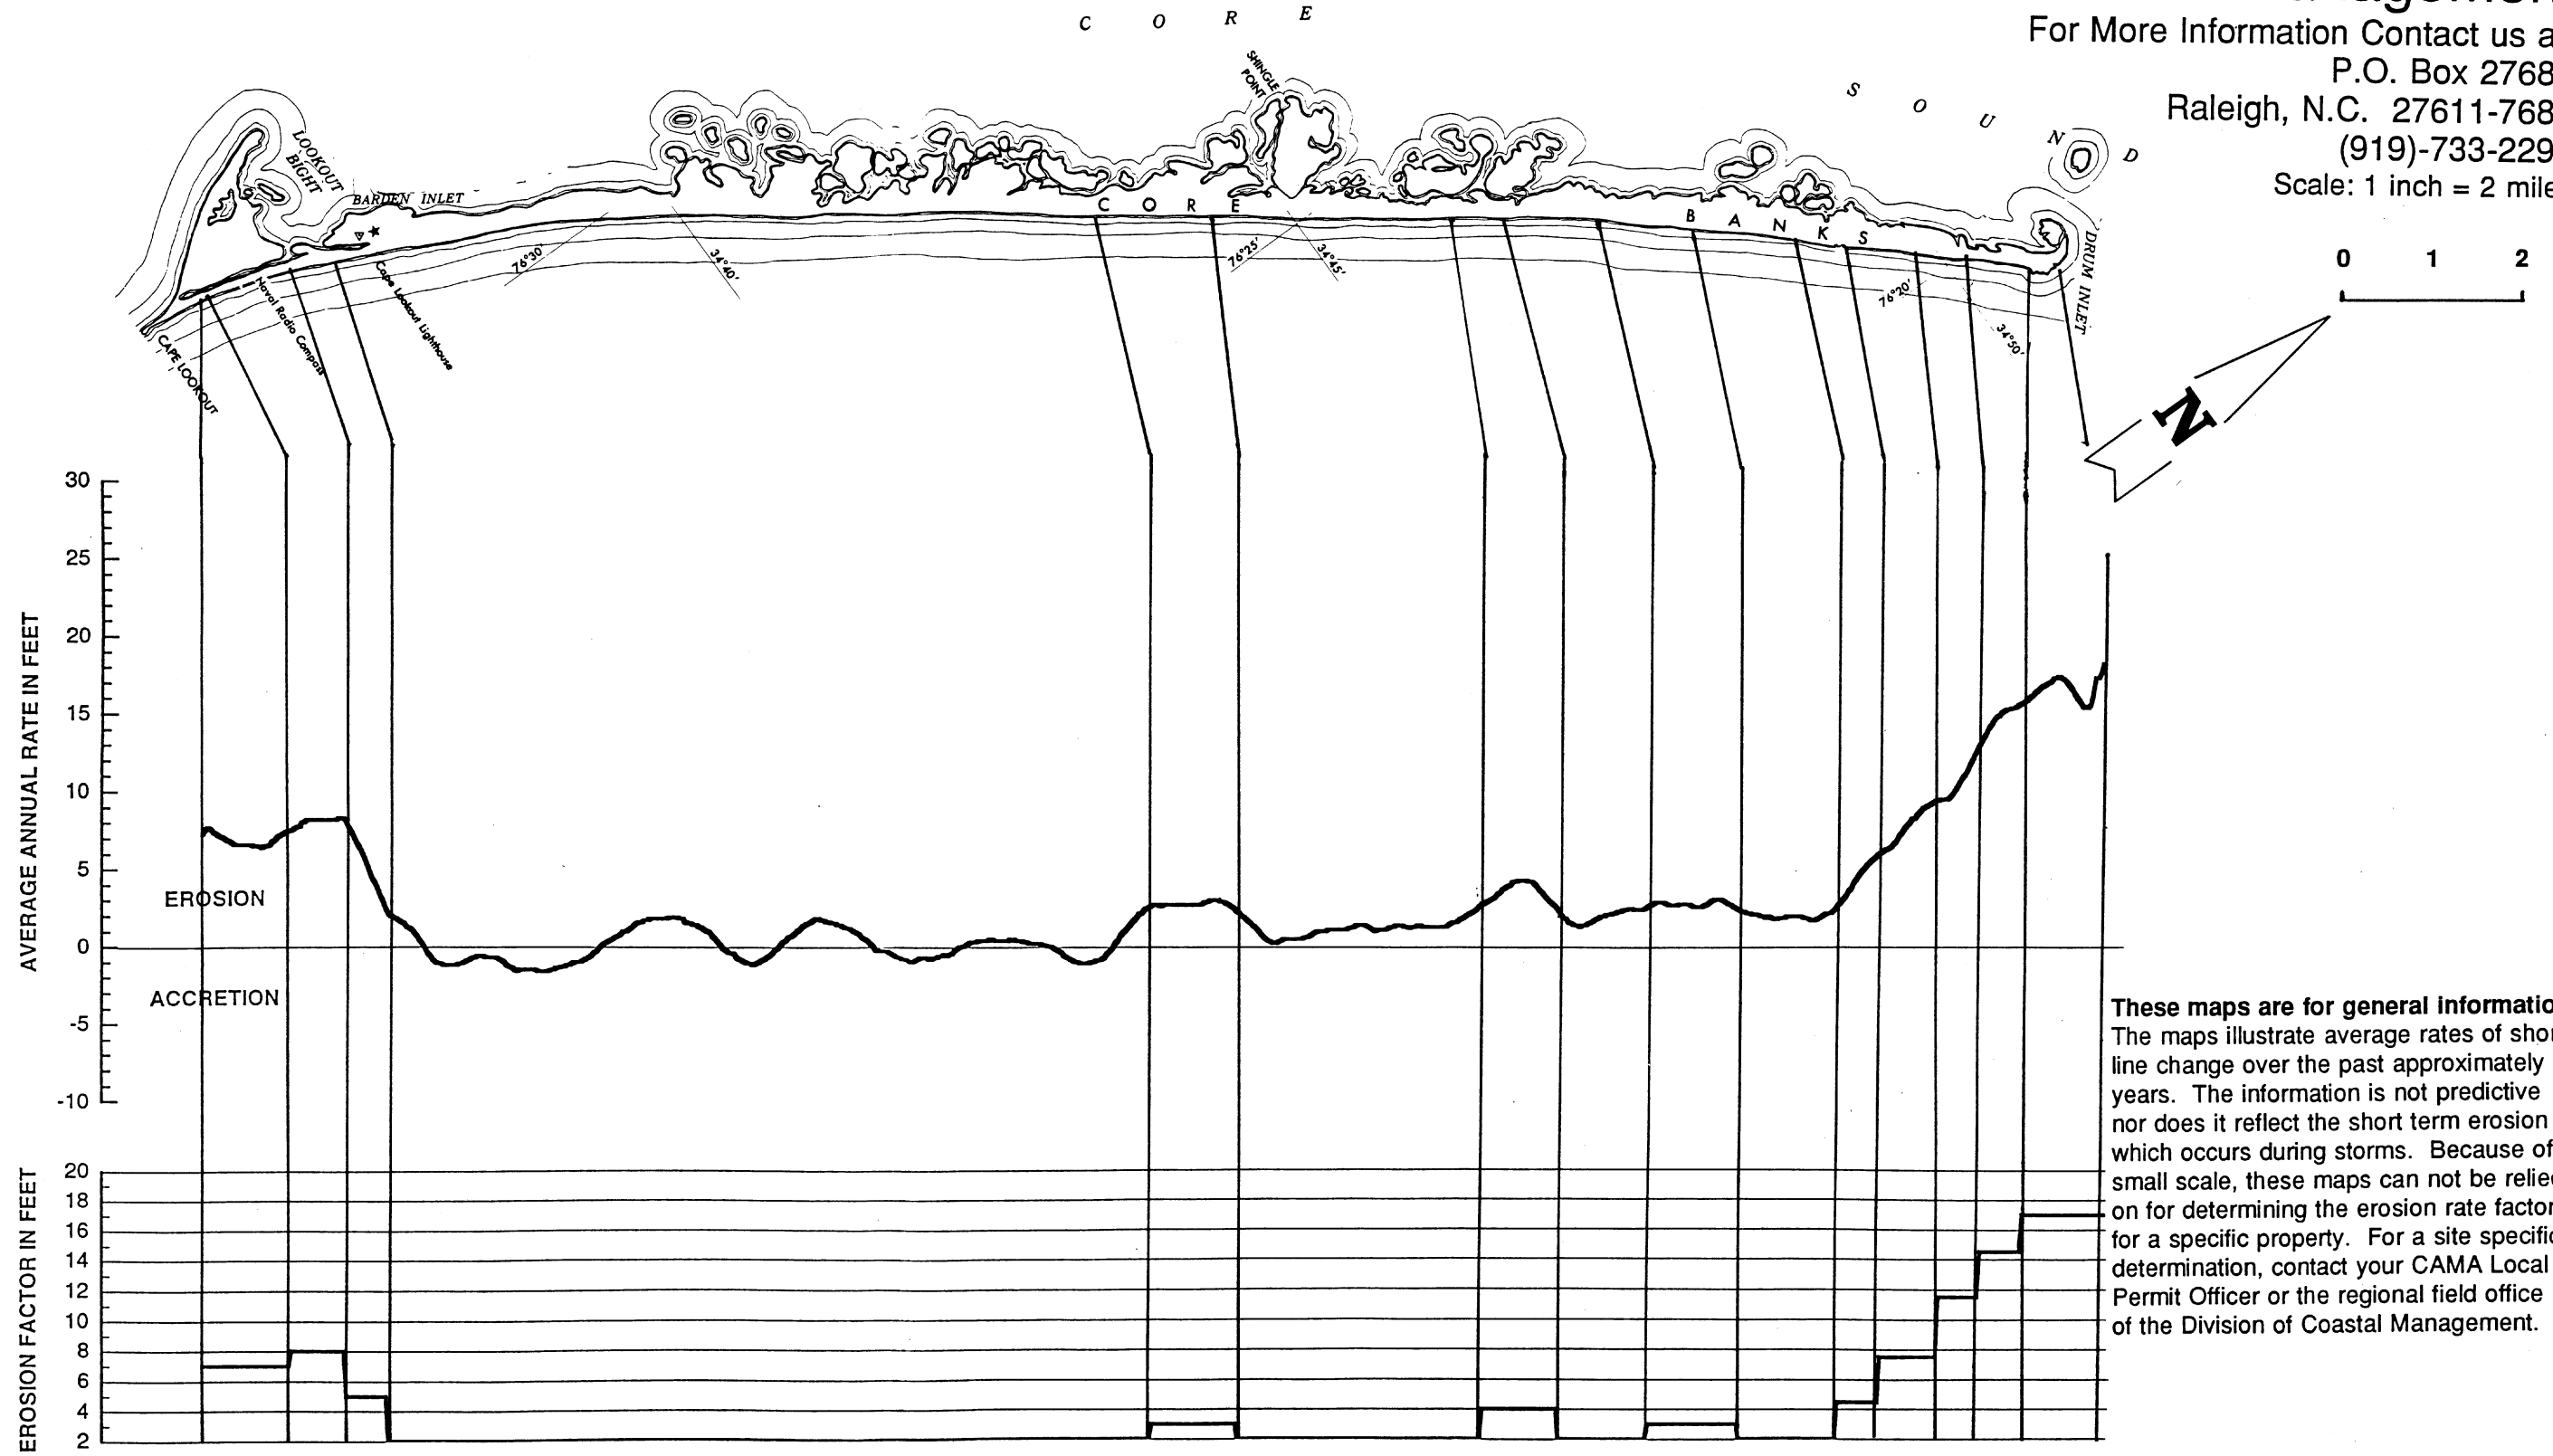 C O R E
For More Information Contact us
P.O. Box 2768
Raleigh, N.C. 27611-768
(919)-733-229
Scale: 1 inch = 2 mile
S O U N D
SHINGLE
POINT
LOOKOUT
BIGHT
BARDEN INLET
C O R E
B A N K S
DRUM INLET
76°30'
34°40'
76°25'
34°45'
76°20'
34°50'
Cape Lookout Lighthouse
Naval Radio Compass
CAPE LOOKOUT
0 1 2
N
AVERAGE ANNUAL RATE IN FEET
30
25
20
15
10
5
0
-5
-10
EROSION
ACCRETION
EROSION FACTOR IN FEET
20
18
16
14
12
10
8
6
4
2
These maps are for general informatio
The maps illustrate average rates of shor
line change over the past approximately
years. The information is not predictive
nor does it reflect the short term erosion
which occurs during storms. Because of
small scale, these maps can not be relied
on for determining the erosion rate factor
for a specific property. For a site specific
determination, contact your CAMA Local
Permit Officer or the regional field office
of the Division of Coastal Management.